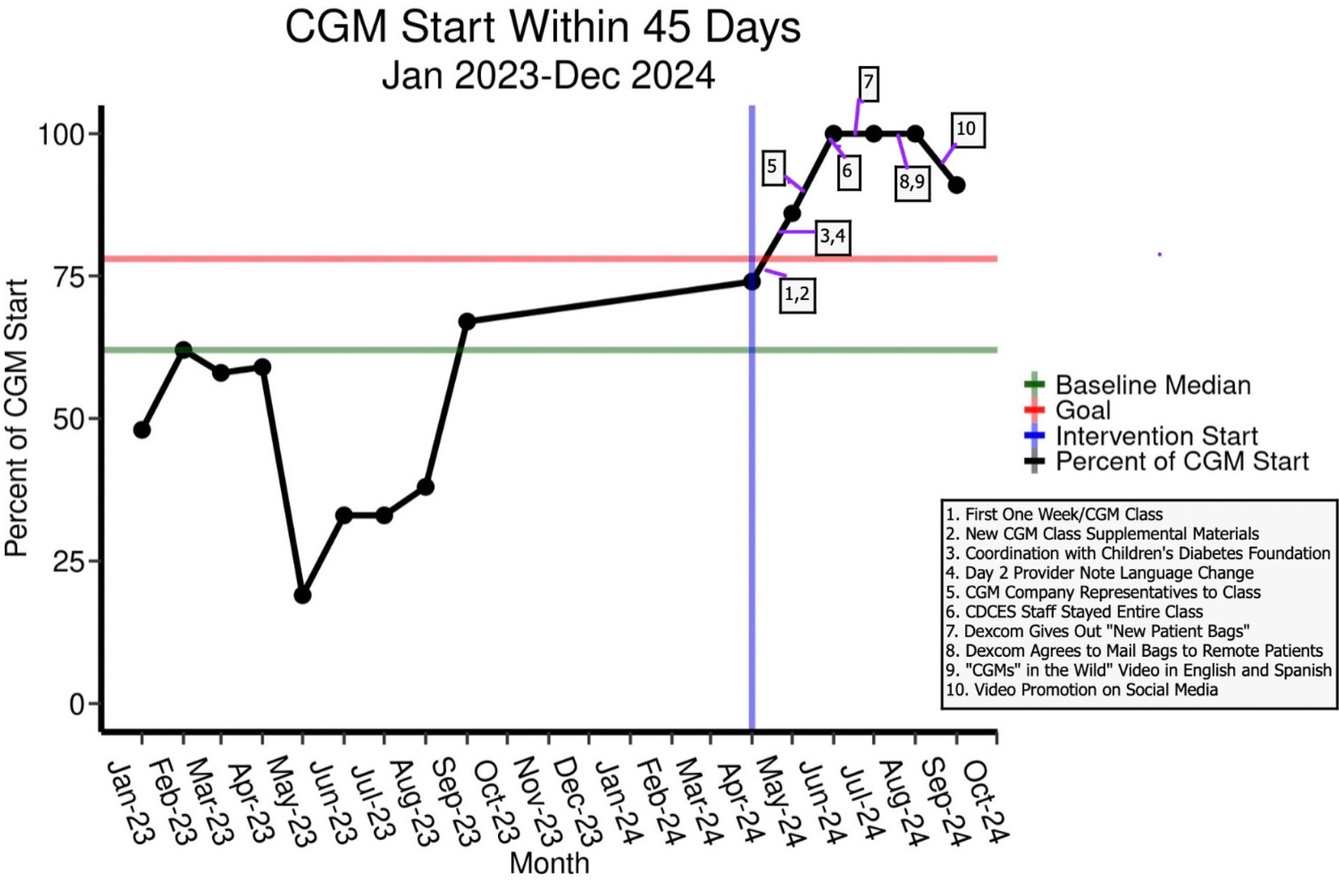 CGM Start Within 45 Days
Jan 2023-Dec 2024
Percent of CGM Start
100
75
50
25
0
7
10
5
6
8,9
3,4
1,2
Baseline Median
Goal
Intervention Start
Percent of CGM Start
1. First One Week/CGM Class
2. New CGM Class Supplemental Materials
3. Coordination with Children's Diabetes Foundation
4. Day 2 Provider Note Language Change
5. CGM Company Representatives to Class
6. CDCES Staff Stayed Entire Class
7. Dexcom Gives Out "New Patient Bags"
8. Dexcom Agrees to Mail Bags to Remote Patients
9. "CGMs" in the Wild" Video in English and Spanish
10. Video Promotion on Social Media
Jan-23
Feb-23
Mar-23
Apr-23
May-23
Jun-23
Jul-23
Aug-23
Sep-23
Oct-23
Nov-23
Dec-23
Jan-24
Feb-24
Mar-24
Apr-24
May-24
Jun-24
Jul-24
Aug-24
Sep-24
Oct-24
Month